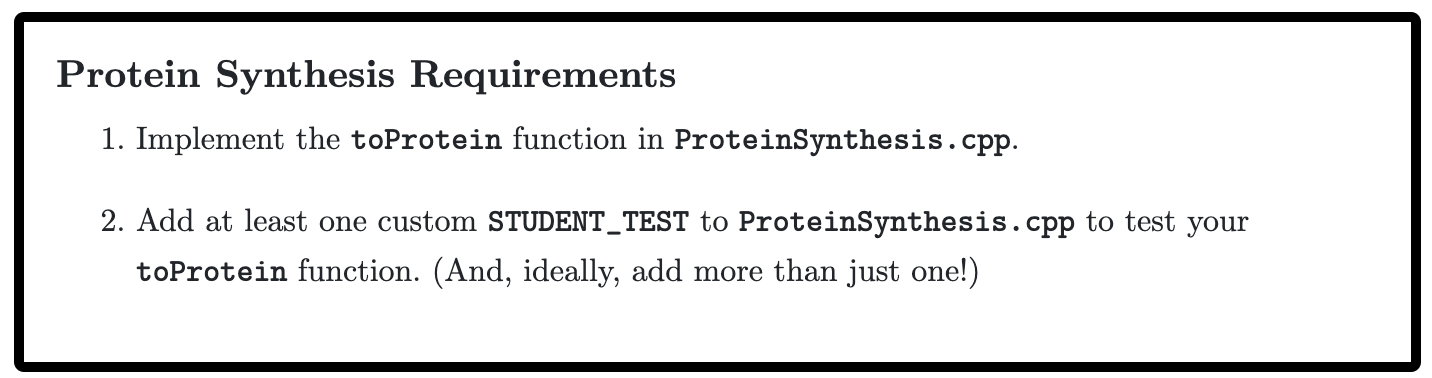 Protein Synthesis Requirements
1. Implement the toProtein function in ProteinSynthesis.cpp.
2. Add at least one custom STUDENT_TEST to ProteinSynthesis.cpp to test your
toProtein function. (And, ideally, add more than just one!)